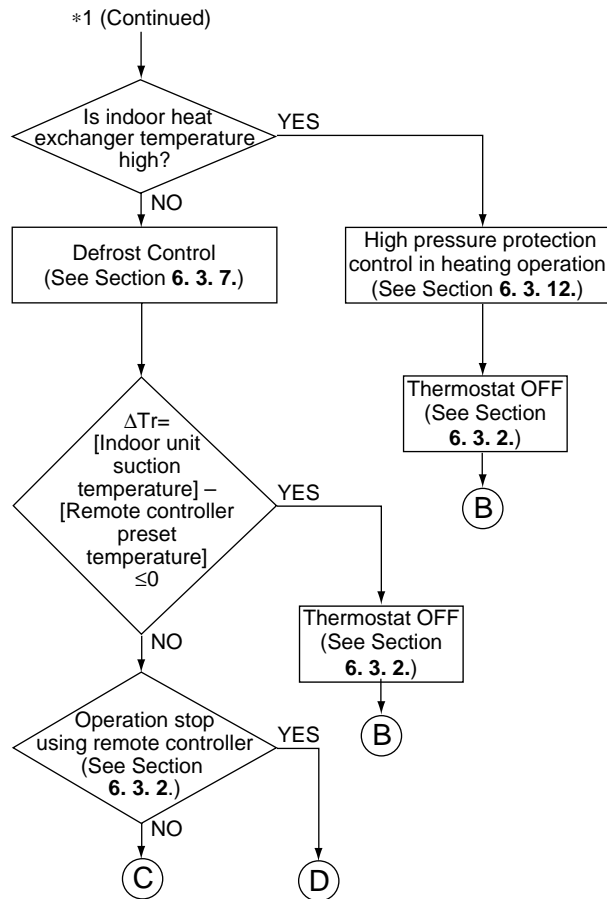 *1 (Continued)
Is indoor heat
exchanger temperature
high?
YES
NO
Defrost Control
(See Section 6. 3. 7.)
High pressure protection
control in heating operation
(See Section 6. 3. 12.)
Thermostat OFF
(See Section
6. 3. 2.)
B
ΔTr=
[Indoor unit
suction
temperature] –
[Remote controller
preset
temperature]
≤0
YES
NO
Thermostat OFF
(See Section
6. 3. 2.)
B
Operation stop
using remote controller
(See Section
6. 3. 2.)
YES
NO
C
D